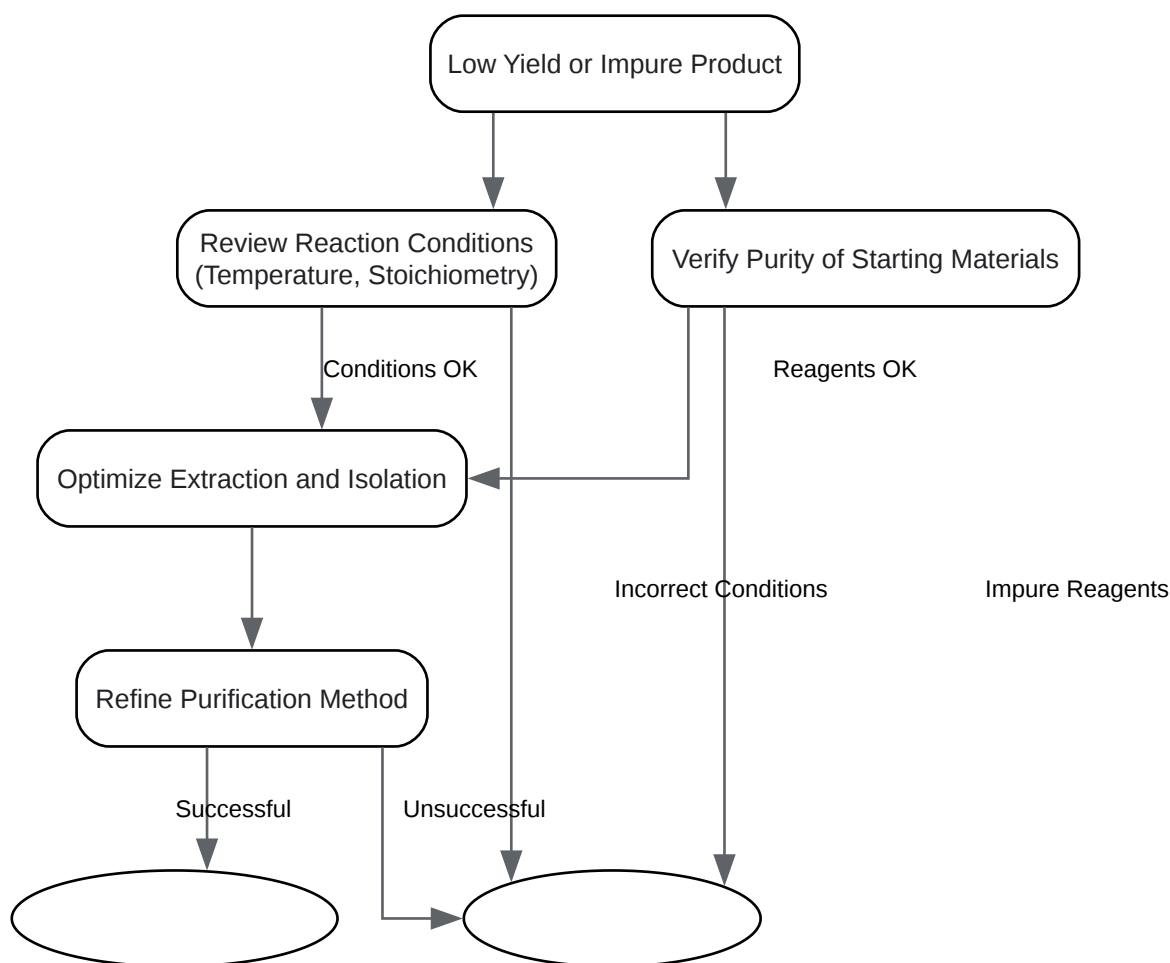 Low Yield or Impure Product
Review Reaction Conditions
(Temperature, Stoichiometry)
Verify Purity of Starting Materials
Conditions OK
Reagents OK
Optimize Extraction and Isolation
Incorrect Conditions
Impure Reagents
Refine Purification Method
Successful
Unsuccessful